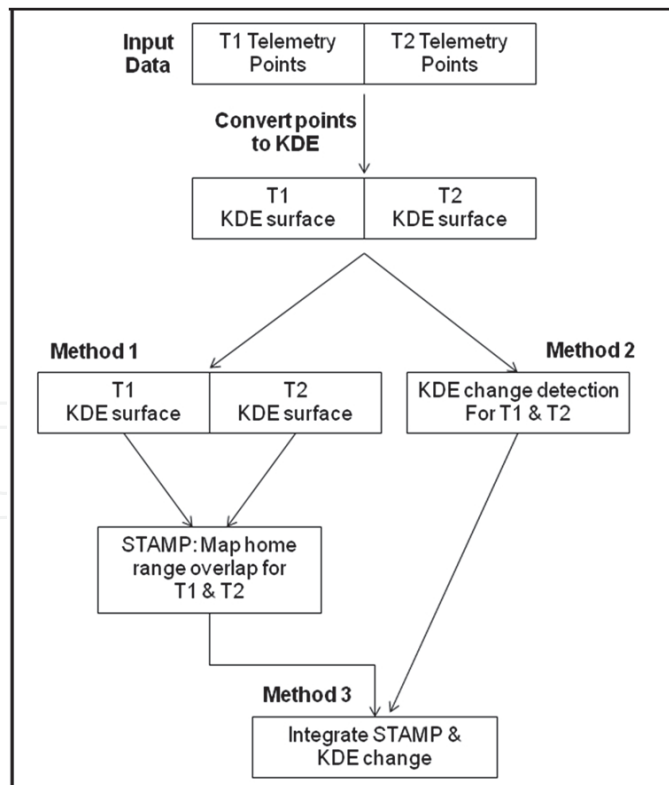 Input
Data
T1 Telemetry
Points
T2 Telemetry
Points
Convert points
to KDE
T1
KDE surface
T2
KDE surface
Method 1
T1
KDE surface
T2
KDE surface
Method 2
KDE change detection
For T1 & T2
STAMP: Map home
range overlap for
T1 & T2
Method 3
Integrate STAMP &
KDE change